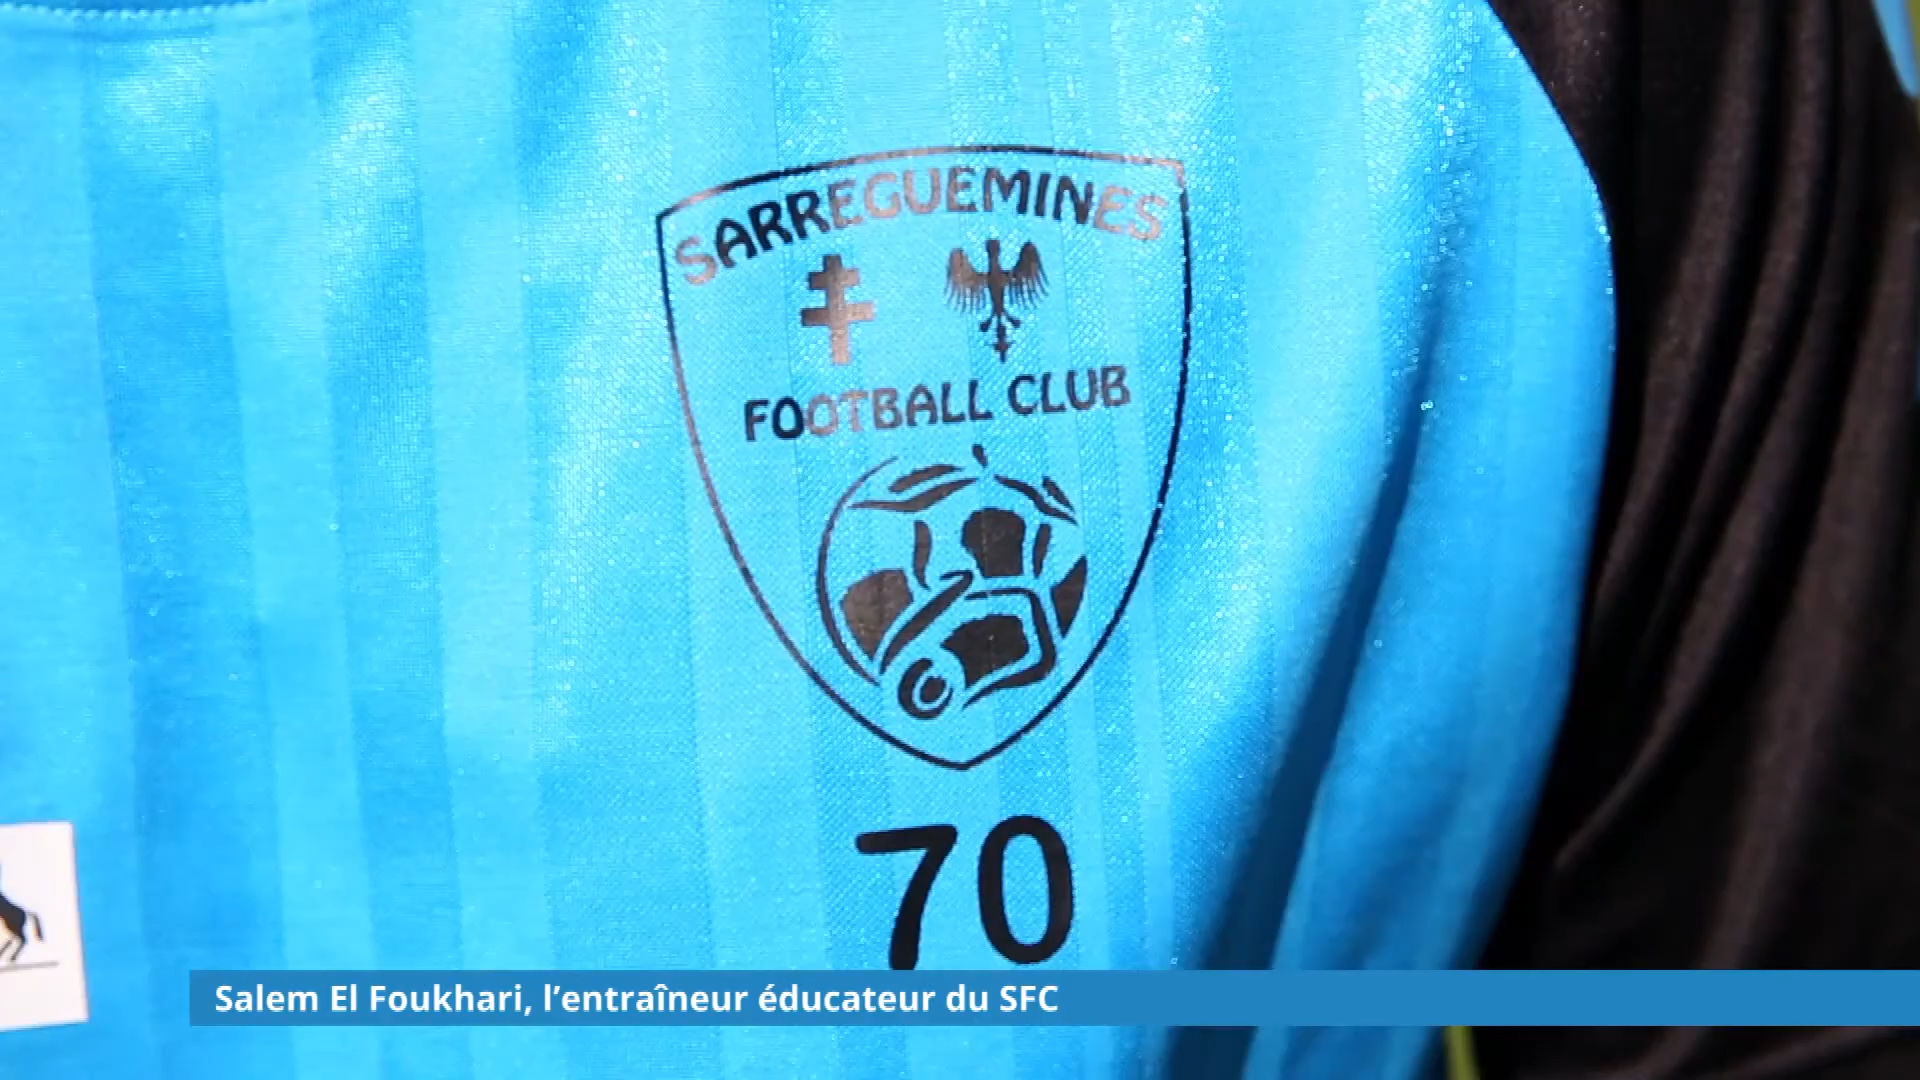 SARREGUEMINES
FOOTBALL CLUB
70
Salem El Foukhari, l’entraîneur éducateur du SFC